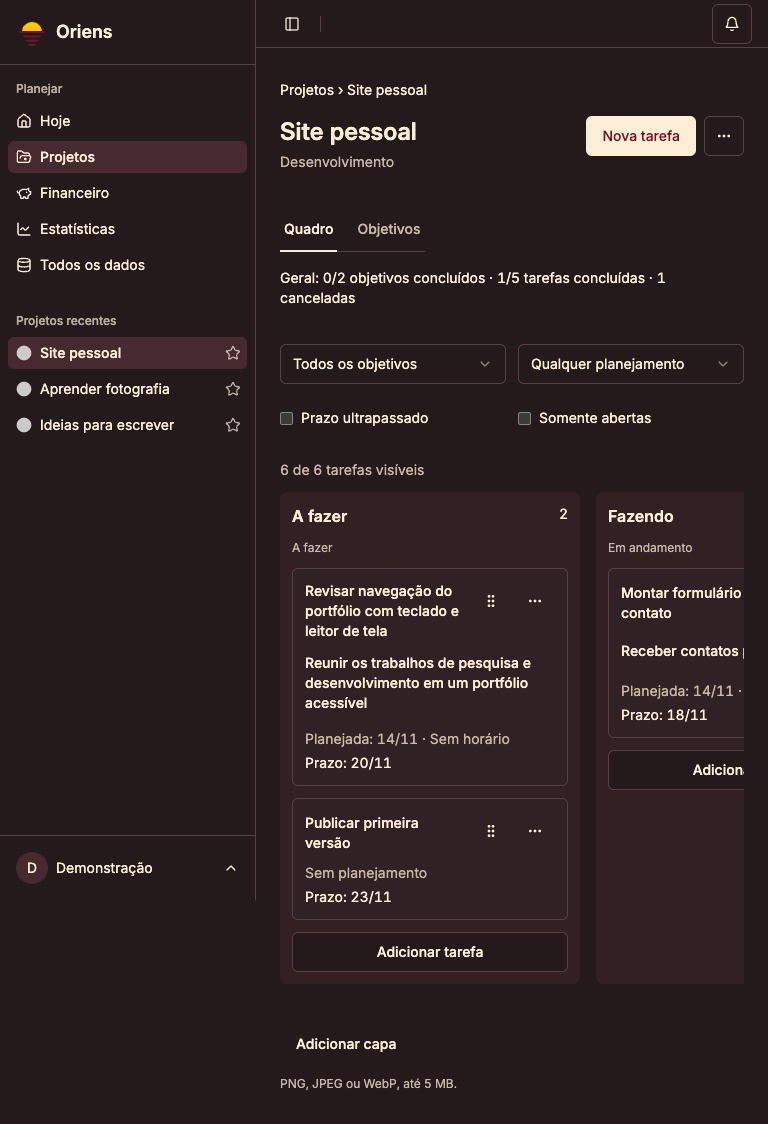 Oriens
Planejar
Hoje
Projetos
Financeiro
Estatísticas
Todos os dados
Projetos recentes
Site pessoal
Aprender fotografia
Ideias para escrever
D
Demonstração
Projetos › Site pessoal
Site pessoal
Desenvolvimento
Nova tarefa
Quadro
Objetivos
Geral: 0/2 objetivos concluídos · 1/5 tarefas concluídas · 1
canceladas
Todos os objetivos
Qualquer planejamento
Prazo ultrapassado
Somente abertas
6 de 6 tarefas visíveis
A fazer
2
A fazer
Revisar navegação do
portfólio com teclado e
leitor de tela
Reunir os trabalhos de pesquisa e
desenvolvimento em um portfólio
acessível
Planejada: 14/11 · Sem horário
Prazo: 20/11
Publicar primeira
versão
Sem planejamento
Prazo: 23/11
Adicionar tarefa
Fazendo
Em andamento
Montar formulário
contato
Receber contatos
Planejada: 14/11 ·
Prazo: 18/11
Adicionar capa
PNG, JPEG ou WebP, até 5 MB.